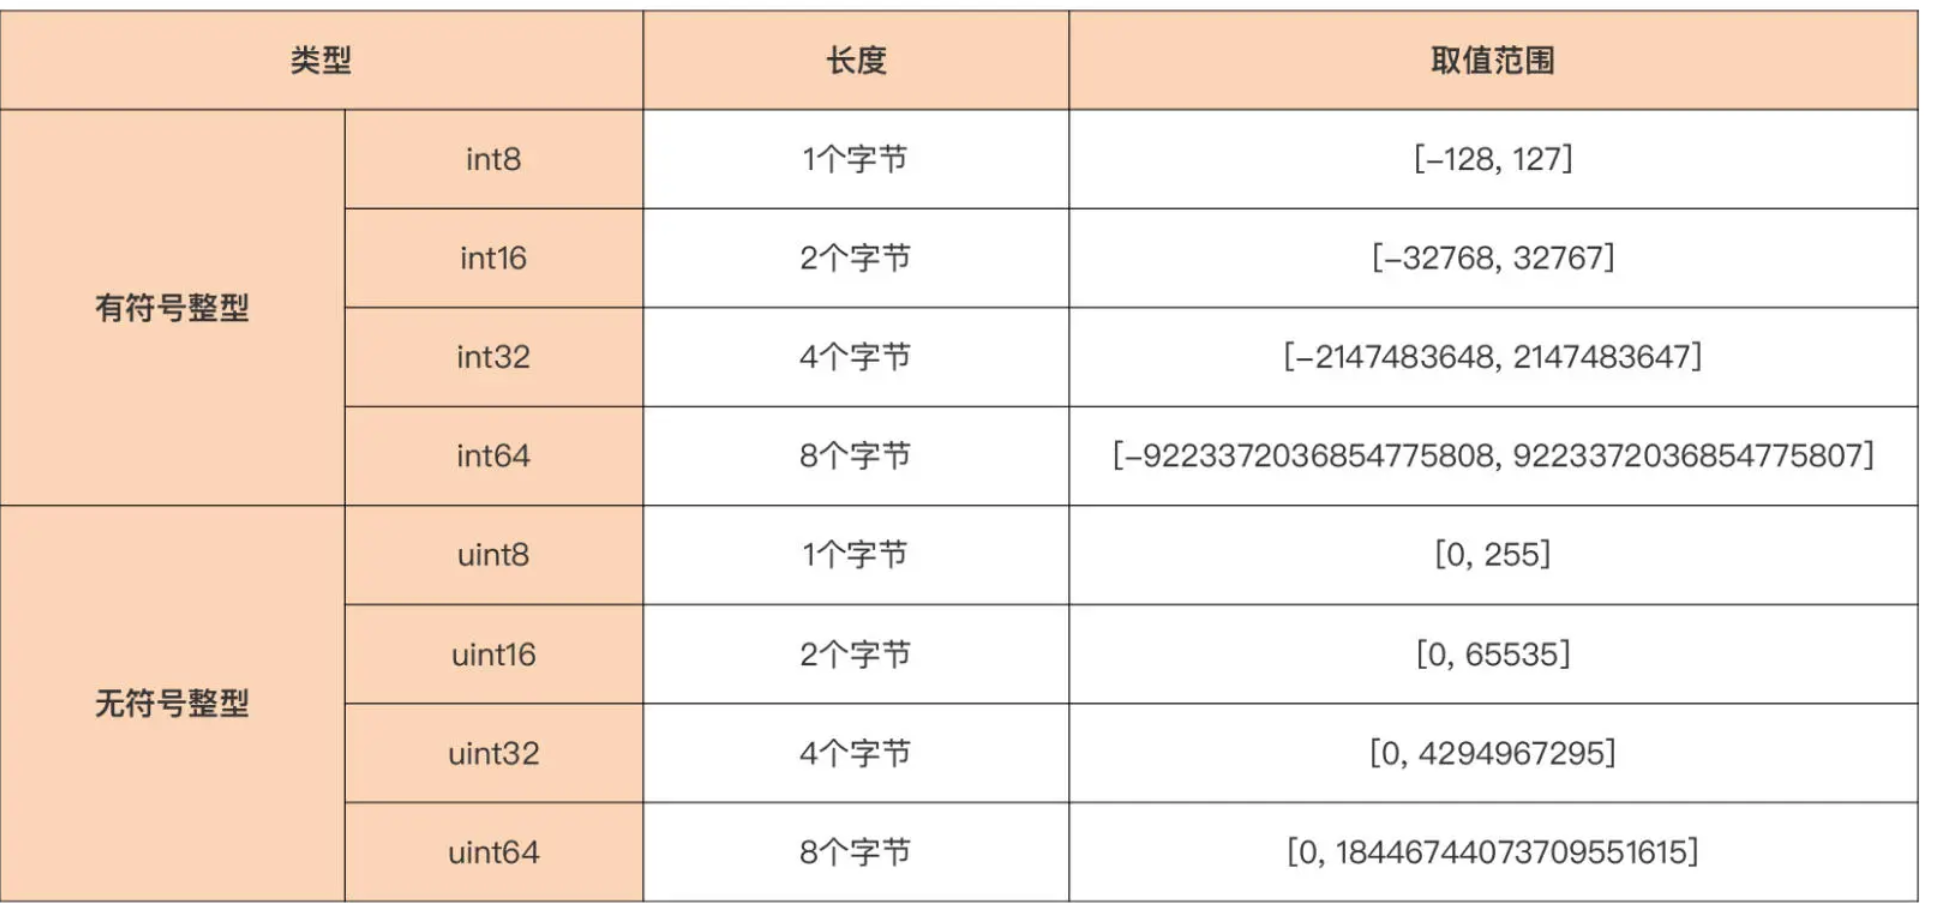 类型 长度 取值范围
有符号整型
int8 1个字节 [-128, 127]
int16 2个字节 [-32768, 32767]
int32 4个字节 [-2147483648, 2147483647]
int64 8个字节 [-9223372036854775808, 9223372036854775807]
无符号整型
uint8 1个字节 [0, 255]
uint16 2个字节 [0, 65535]
uint32 4个字节 [0, 4294967295]
uint64 8个字节 [0, 18446744073709551615]